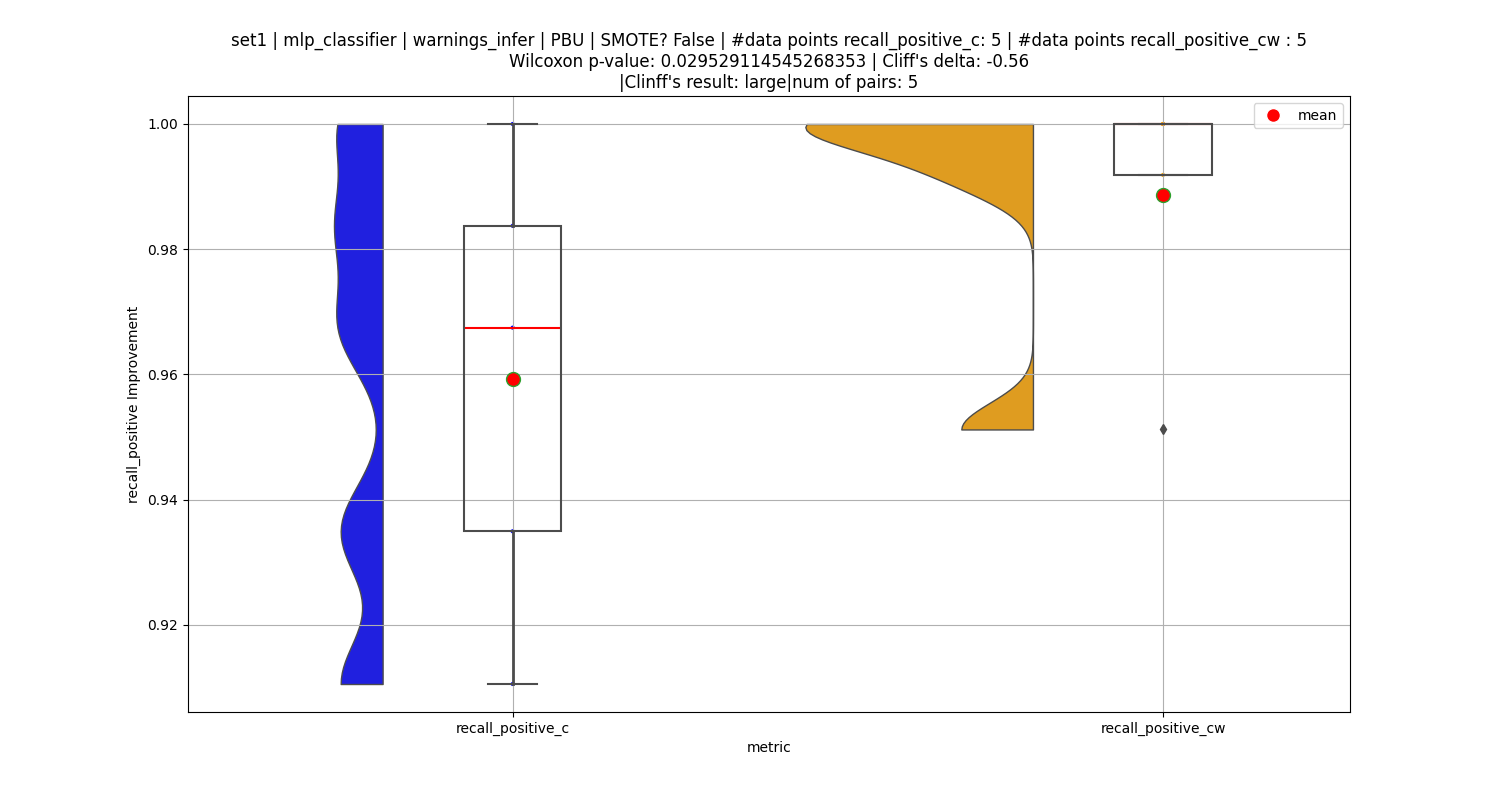 set1 | mlp_classifier | warnings_infer | PBU | SMOTE? False | #data points recall_positive_c: 5 | #data points recall_positive_cw : 5
Wilcoxon p-value: 0.029529114545268353 | Cliff's delta: -0.56
|Clinff's result: large|num of pairs: 5
mean
1.00
0.98
0.96
0.94
0.92
recall_positive Improvement
recall_positive_c
recall_positive_cw
metric